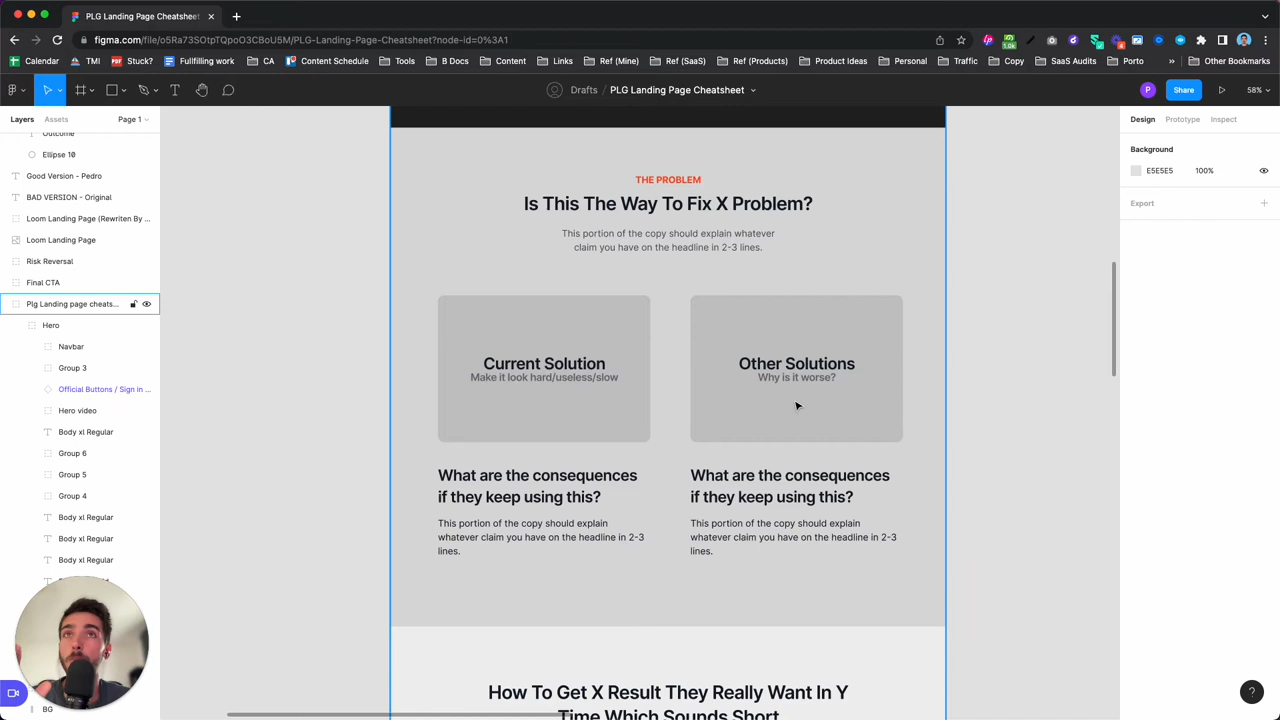 PLG Landing Page Cheatsheet
figma.com/file/o5Ra73SOtpTQpoO3CBoU5M/PLG-Landing-Page-Cheatsheet?node-id=0%3A1
1.0k
Calendar
TMI
PDF
Stuck?
Fullfilling work
CA
Content Schedule
Tools
B Docs
Content
Links
Ref (Mine)
Ref (SaaS)
Ref (Products)
Product Ideas
Personal
Traffic
Copy
SaaS Audits
Porto
»
Other Bookmarks
Drafts / PLG Landing Page Cheatsheet
P
Share
58%
Layers
Assets
Page 1
Outcome
Ellipse 10
Good Version - Pedro
BAD VERSION - Original
Loom Landing Page (Rewriten By ...
Loom Landing Page
Risk Reversal
Final CTA
Plg Landing page cheats...
Hero
Navbar
Group 3
Official Buttons / Sign in ...
Hero video
Body xl Regular
Group 6
Group 5
Group 4
Body xl Regular
Body xl Regular
Body xl Regular
BG
THE PROBLEM
Is This The Way To Fix X Problem?
This portion of the copy should explain whatever
claim you have on the headline in 2-3 lines.
Current Solution
Make it look hard/useless/slow
Other Solutions
Why is it worse?
What are the consequences
if they keep using this?
This portion of the copy should explain
whatever claim you have on the headline in 2-3
lines.
What are the consequences
if they keep using this?
This portion of the copy should explain
whatever claim you have on the headline in 2-3
lines.
How To Get X Result They Really Want In Y
Time Which Sounds Short
Design
Prototype
Inspect
Background
E5E5E5
100%
Export
?